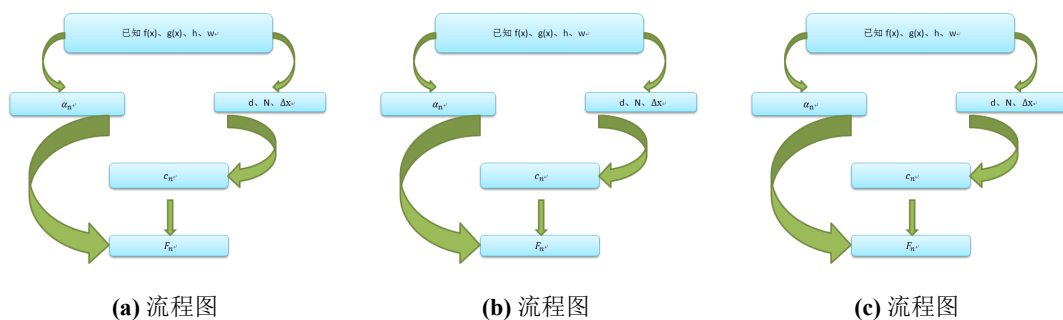 已知 f(x)、g(x)、h、w
αₙ
d、N、Δx
cₙ
Fₙ
(a) 流程图
已知 f(x)、g(x)、h、w
αₙ
d、N、Δx
cₙ
Fₙ
(b) 流程图
已知 f(x)、g(x)、h、w
αₙ
d、N、Δx
cₙ
Fₙ
(c) 流程图